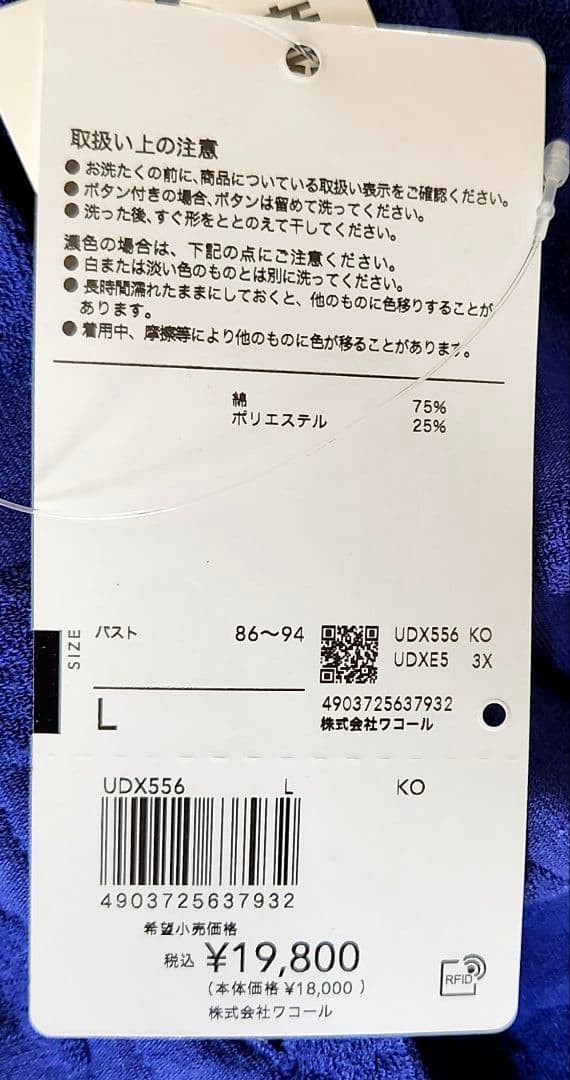 取扱い上の注意
● お洗たくの前に、商品についている取扱い表示をご確認ください。
● ボタン付きの場合、ボタンは留めて洗ってください。
● 洗った後、すぐ形をととのえて干してください。
濃色の場合は、下記の点にご注意ください。
● 白または淡い色のものとは別に洗ってください。
● 長時間濡れたままにしておくと、他のものに色移りすることが
あります。
● 着用中、摩擦等により他のものに色が移ることがあります。
綿 75%
ポリエステル 25%
SIZE
バスト 86〜94
L
UDX556 KO
UDXE5 3X
4903725637932
株式会社ワコール
UDX556 L KO
4903725637932
希望小売価格
税込 ¥19,800
(本体価格 ¥18,000 )
株式会社ワコール
RFID